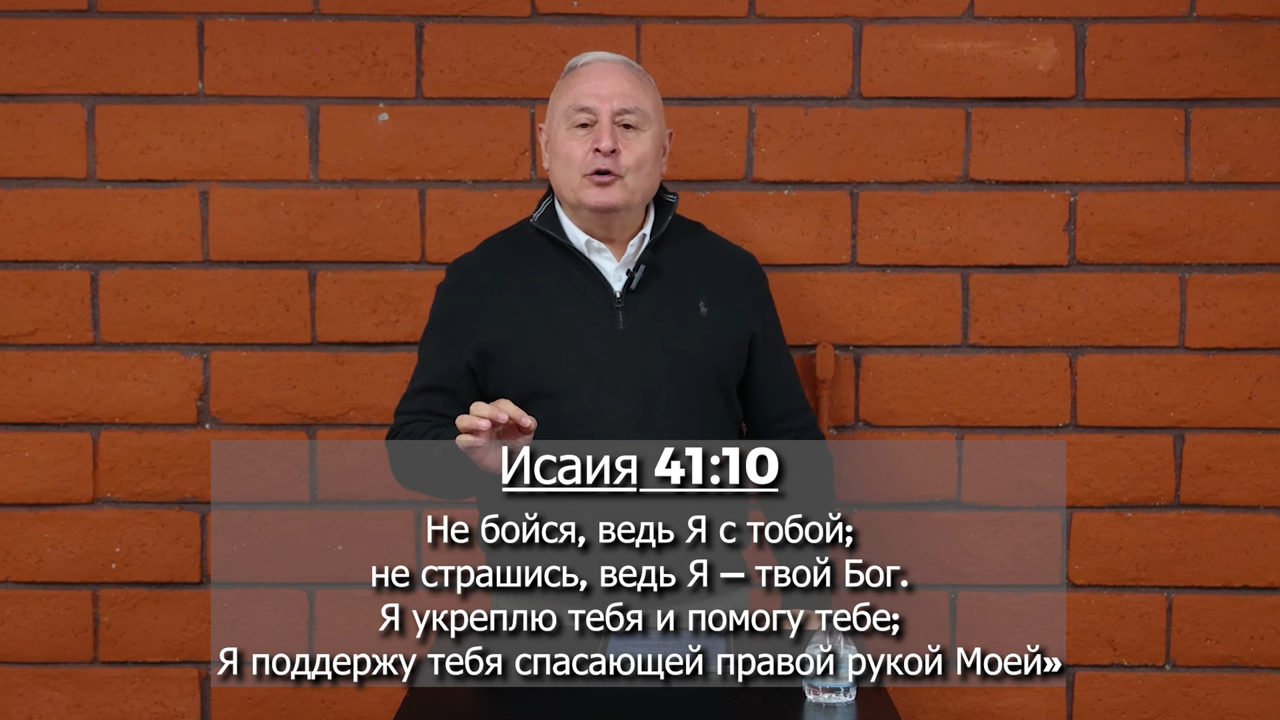 Исаия 41:10
Не бойся, ведь Я с тобой;
не страшись, ведь Я – твой Бог.
Я укреплю тебя и помогу тебе;
Я поддержу тебя спасающей правой рукой Моей»